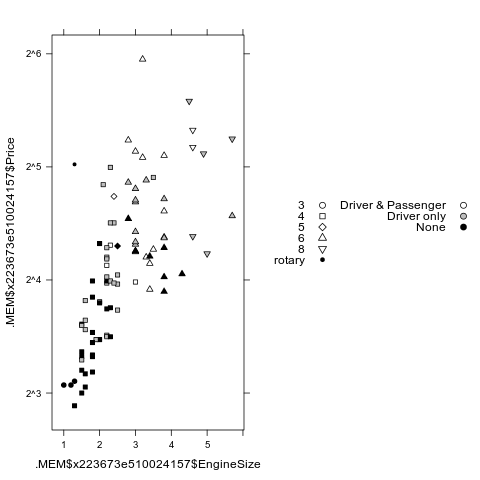 2^6
2^5
2^4
2^3
.MEM$x223673e510024157$Price
1 2 3 4 5
.MEM$x223673e510024157$EngineSize
3 Driver & Passenger
4 Driver only
5 None
6
8
rotary